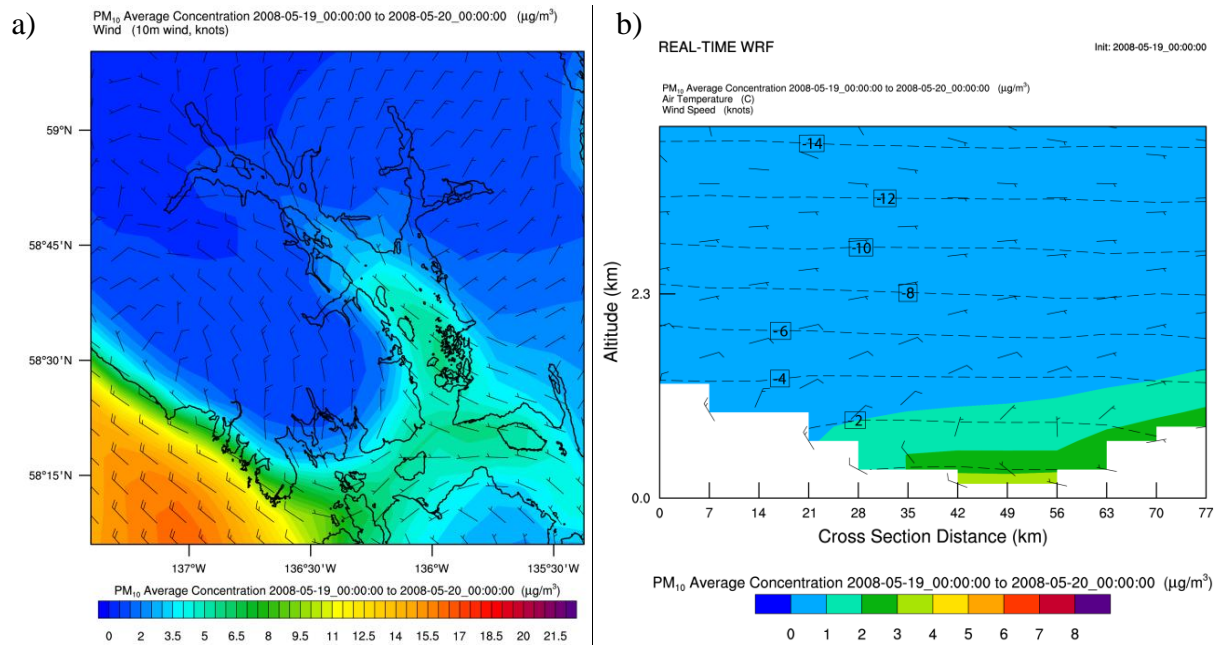 a)
PM10 Average Concentration 2008-05-19_00:00:00 to 2008-05-20_00:00:00 (µg/m³)
Wind (10m wind, knots)
59°N
58°45'N
58°30'N
58°15'N
137°W 136°30'W 136°W 135°30'W
PM10 Average Concentration 2008-05-19_00:00:00 to 2008-05-20_00:00:00 (µg/m³)
0 2 3.5 5 6.5 8 9.5 11 12.5 14 15.5 17 18.5 20 21.5
b)
REAL-TIME WRF Init: 2008-05-19_00:00:00
PM10 Average Concentration 2008-05-19_00:00:00 to 2008-05-20_00:00:00 (µg/m³)
Air Temperature (C)
Wind Speed (knots)
-14
-12
-10
-8
-6
-4
-2
Altitude (km)
2.3
0.0
0 7 14 21 28 35 42 49 56 63 70 77
Cross Section Distance (km)
PM10 Average Concentration 2008-05-19_00:00:00 to 2008-05-20_00:00:00 (µg/m³)
0 1 2 3 4 5 6 7 8